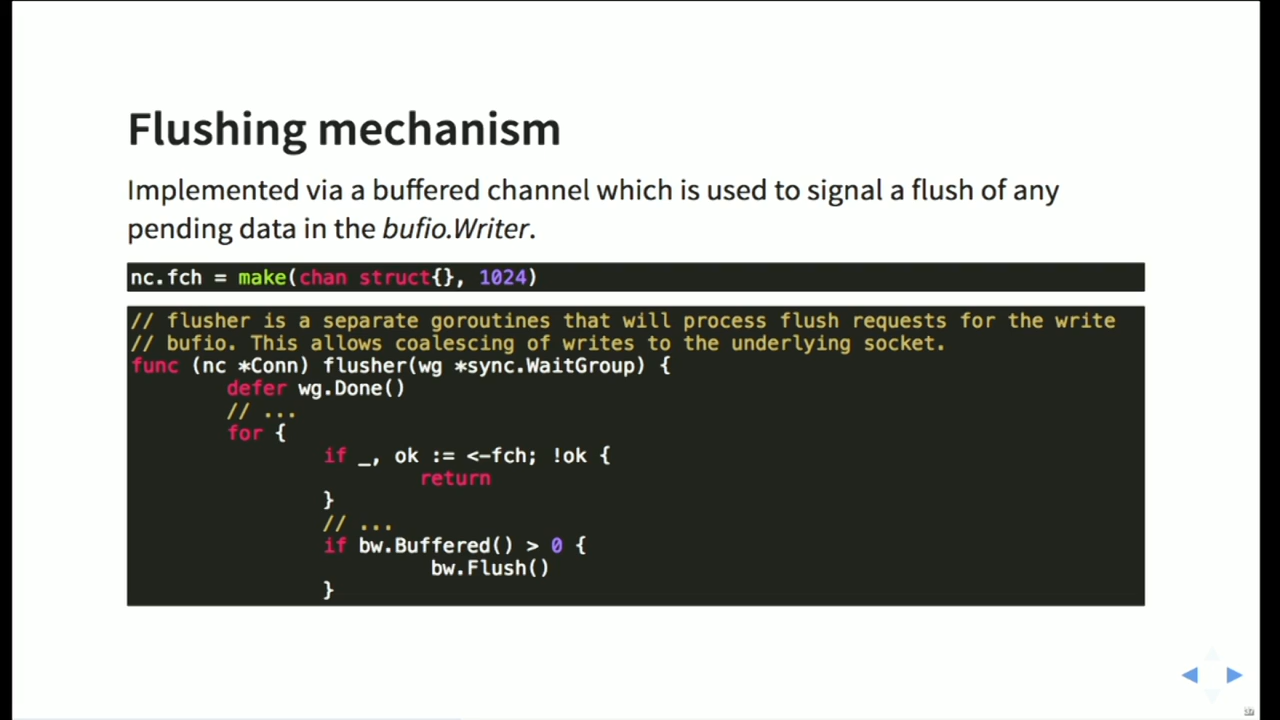 Flushing mechanism
Implemented via a buffered channel which is used to signal a flush of any
pending data in the bufio.Writer.
nc.fch = make(chan struct{}, 1024)
// flusher is a separate goroutines that will process flush requests for the write
// bufio. This allows coalescing of writes to the underlying socket.
func (nc *Conn) flusher(wg *sync.WaitGroup) {
defer wg.Done()
// ...
for {
if _, ok := <-fch; !ok {
return
}
// ...
if bw.Buffered() > 0 {
bw.Flush()
}